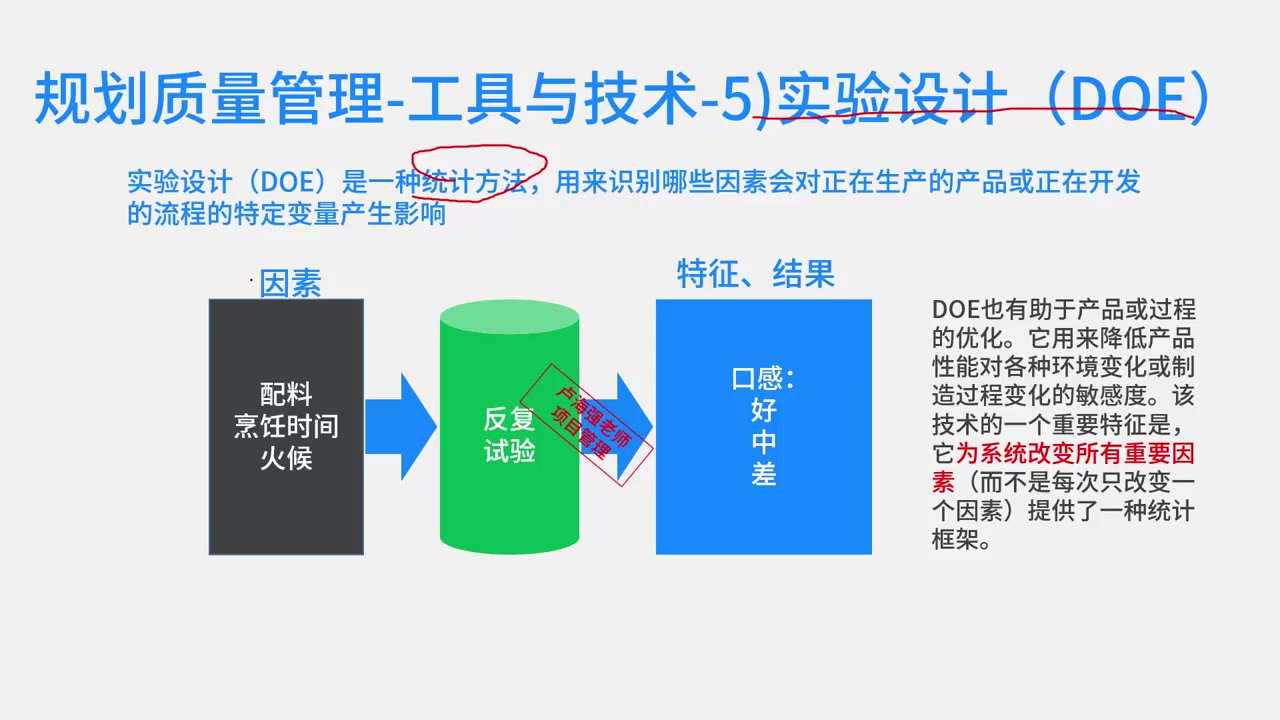 规划质量管理-工具与技术-5)实验设计（DOE）
实验设计（DOE）是一种统计方法，用来识别哪些因素会对正在生产的产品或正在开发
的流程的特定变量产生影响
因素
特征、结果
配料
烹饪时间
火候
反复
试验
卢海强老师
项目管理
口感：
好
中
差
DOE也有助于产品或过程
的优化。它用来降低产品
性能对各种环境变化或制
造过程变化的敏感度。该
技术的一个重要特征是，
它为系统改变所有重要因
素（而不是每次只改变一
个因素）提供了一种统计
框架。